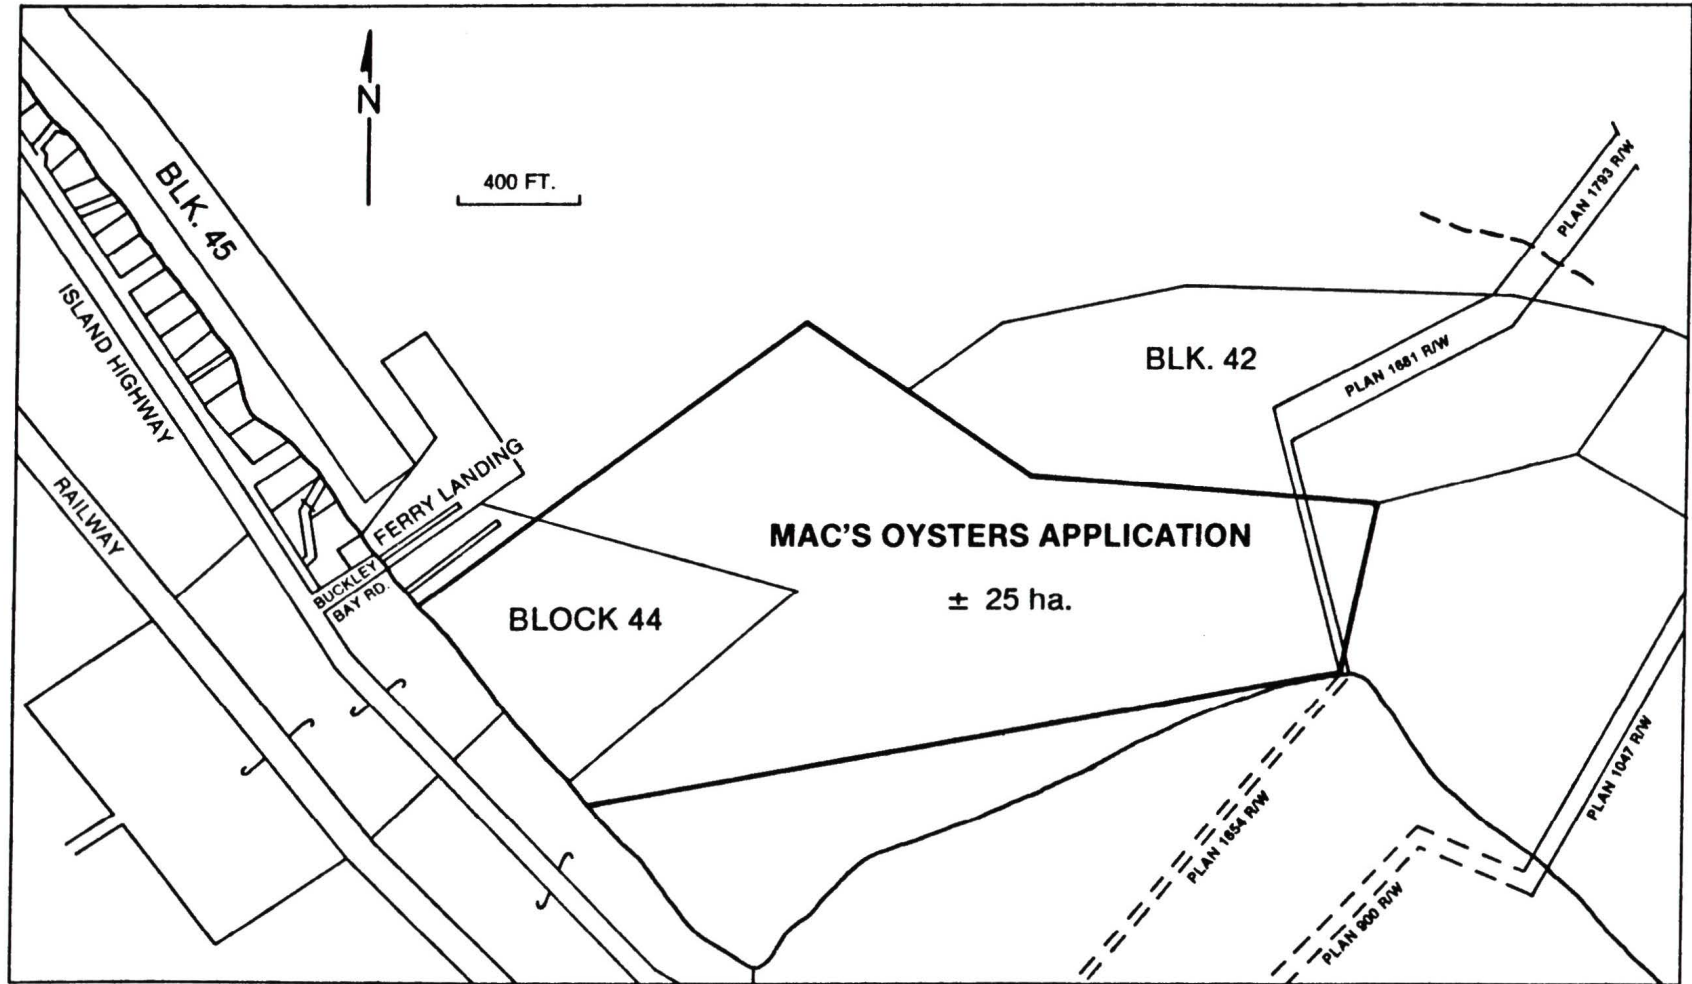 N
400 FT.
BLK. 45
PLAN 1793 R/W
ISLAND HIGHWAY
BLK. 42
PLAN 1681 R/W
RAILWAY
FERRY LANDING
MAC'S OYSTERS APPLICATION
± 25 ha.
BUCKLEY
BAY RD.
BLOCK 44
PLAN 1047 R/W
PLAN 1654 R/W
PLAN 900 R/W